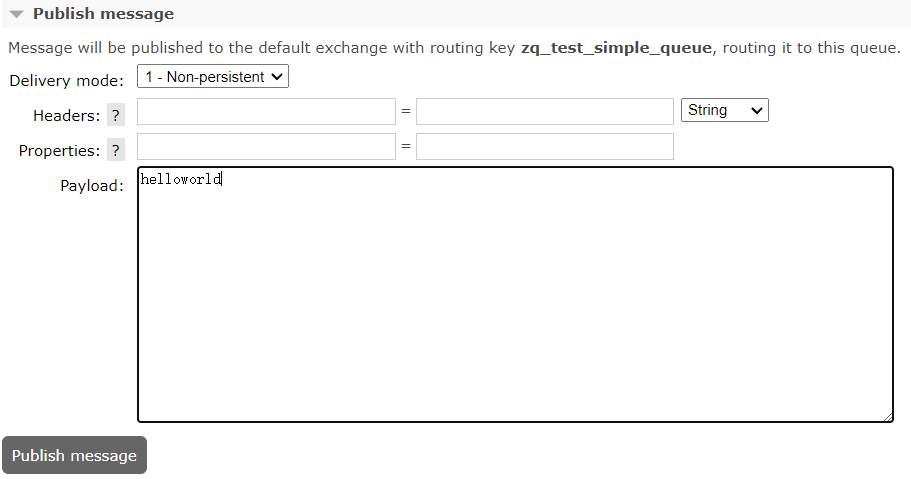 Publish message
Message will be published to the default exchange with routing key zq_test_simple_queue, routing it to this queue.
Delivery mode: 1 - Non-persistent
Headers: ? = String
Properties: ? =
Payload: helloworld
Publish message